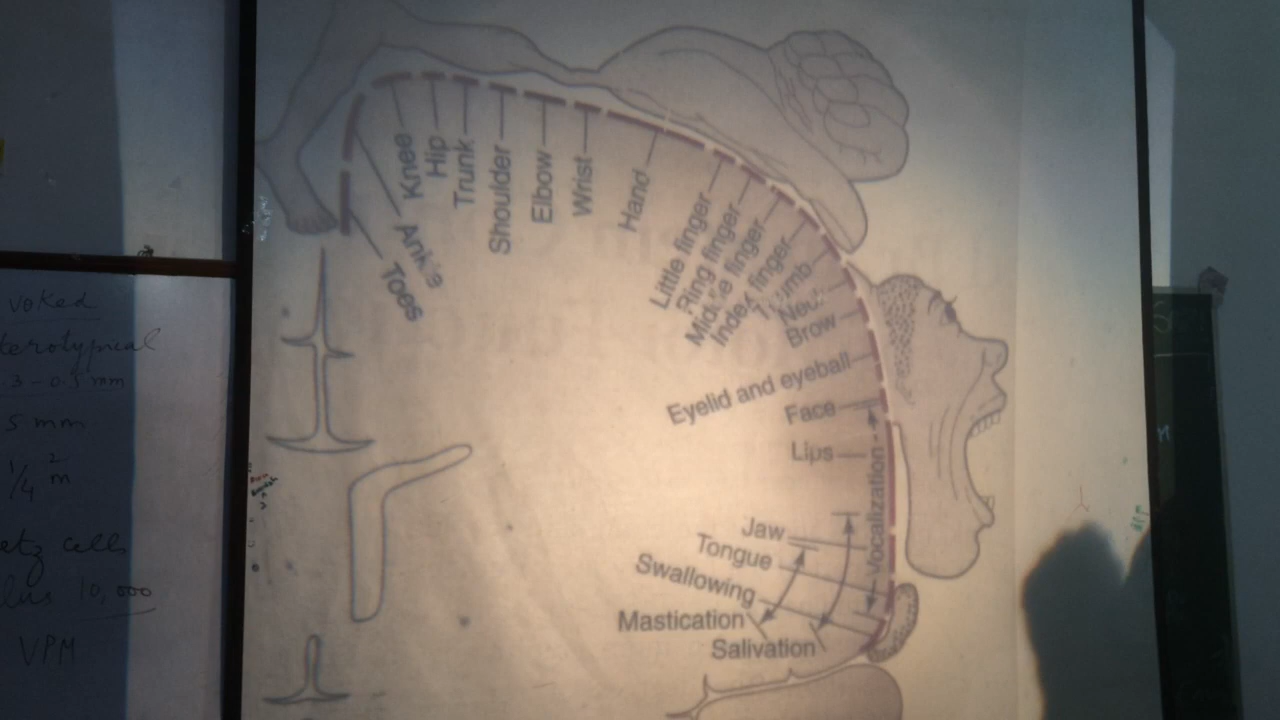 Toes
Ankle
Knee
Hip
Trunk
Shoulder
Elbow
Wrist
Hand
Little finger
Ring finger
Middle finger
Index finger
Thumb
Neck
Brow
Eyelid and eyeball
Face
Lips
Vocalization
Jaw
Tongue
Swallowing
Mastication
Salivation
voked
terotypical
3 - 0.5 mm
5 mm
etz cells
10,000
VPM